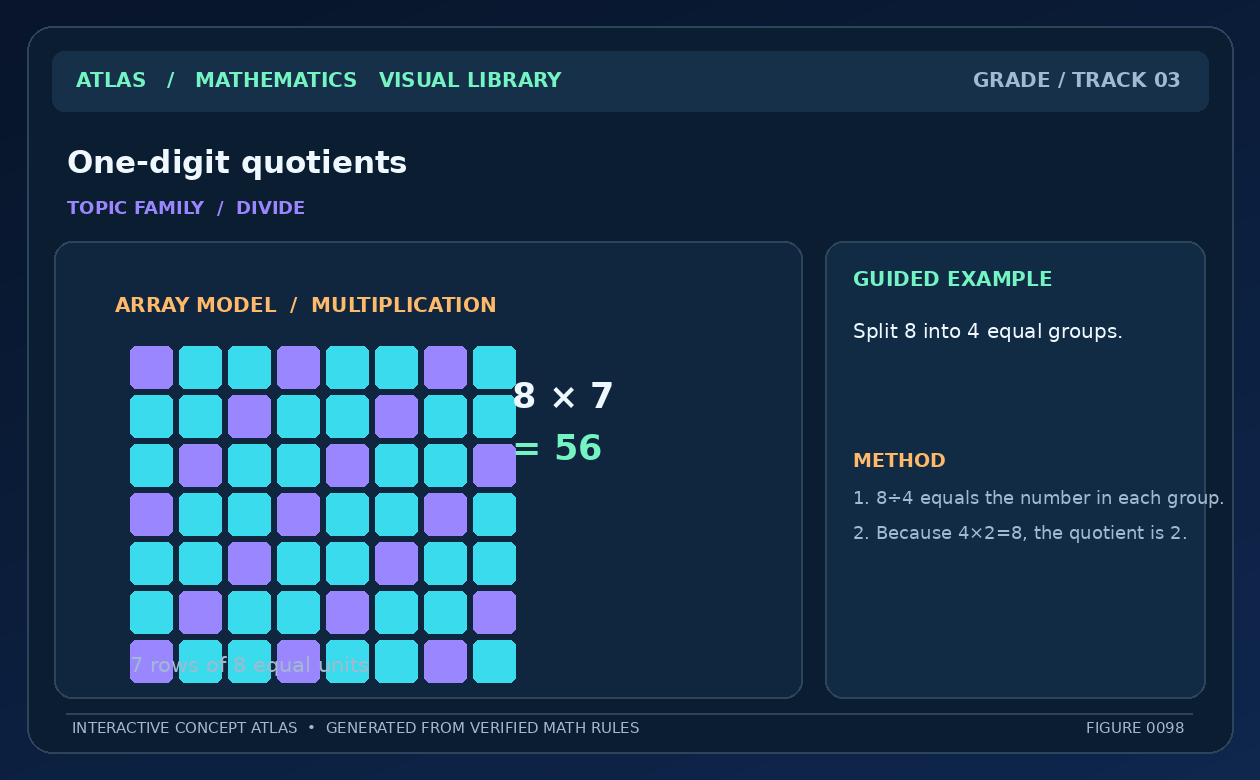 ATLAS / MATHEMATICS VISUAL LIBRARY
GRADE / TRACK 03
One-digit quotients
TOPIC FAMILY / DIVIDE
ARRAY MODEL / MULTIPLICATION
8 × 7
= 56
7 rows of 8 equal units
GUIDED EXAMPLE
Split 8 into 4 equal groups.
METHOD
1. 8÷4 equals the number in each group.
2. Because 4×2=8, the quotient is 2.
INTERACTIVE CONCEPT ATLAS • GENERATED FROM VERIFIED MATH RULES
FIGURE 0098